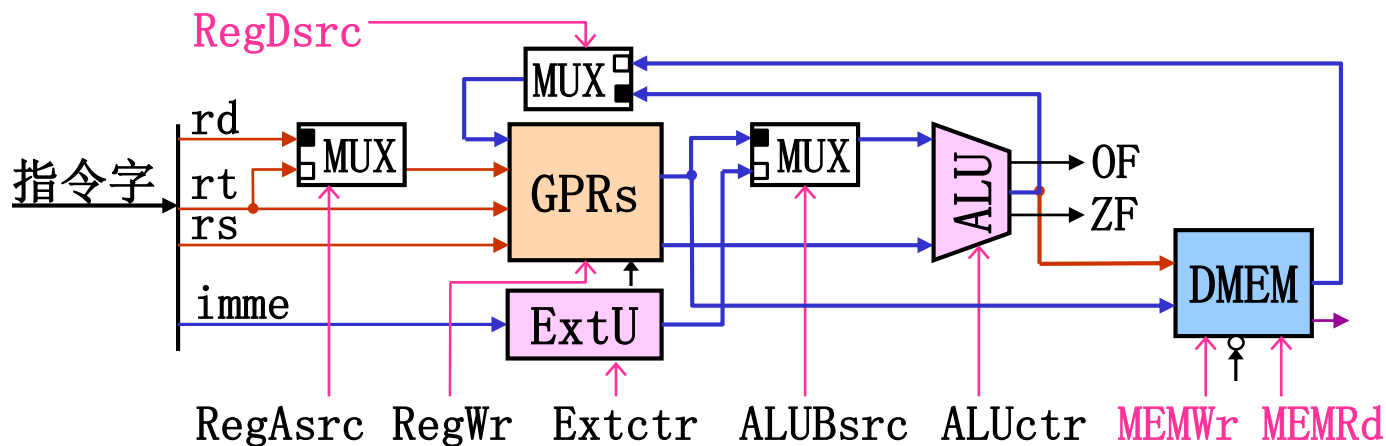 RegDsrc
MUX
rd
MUX
MUX
指令字
rt
GPRs
ALU
OF
rs
ZF
DMEM
imme
ExtU
RegAsrc RegWr Extctr ALUBsrc ALUctr MEMWr MEMRd